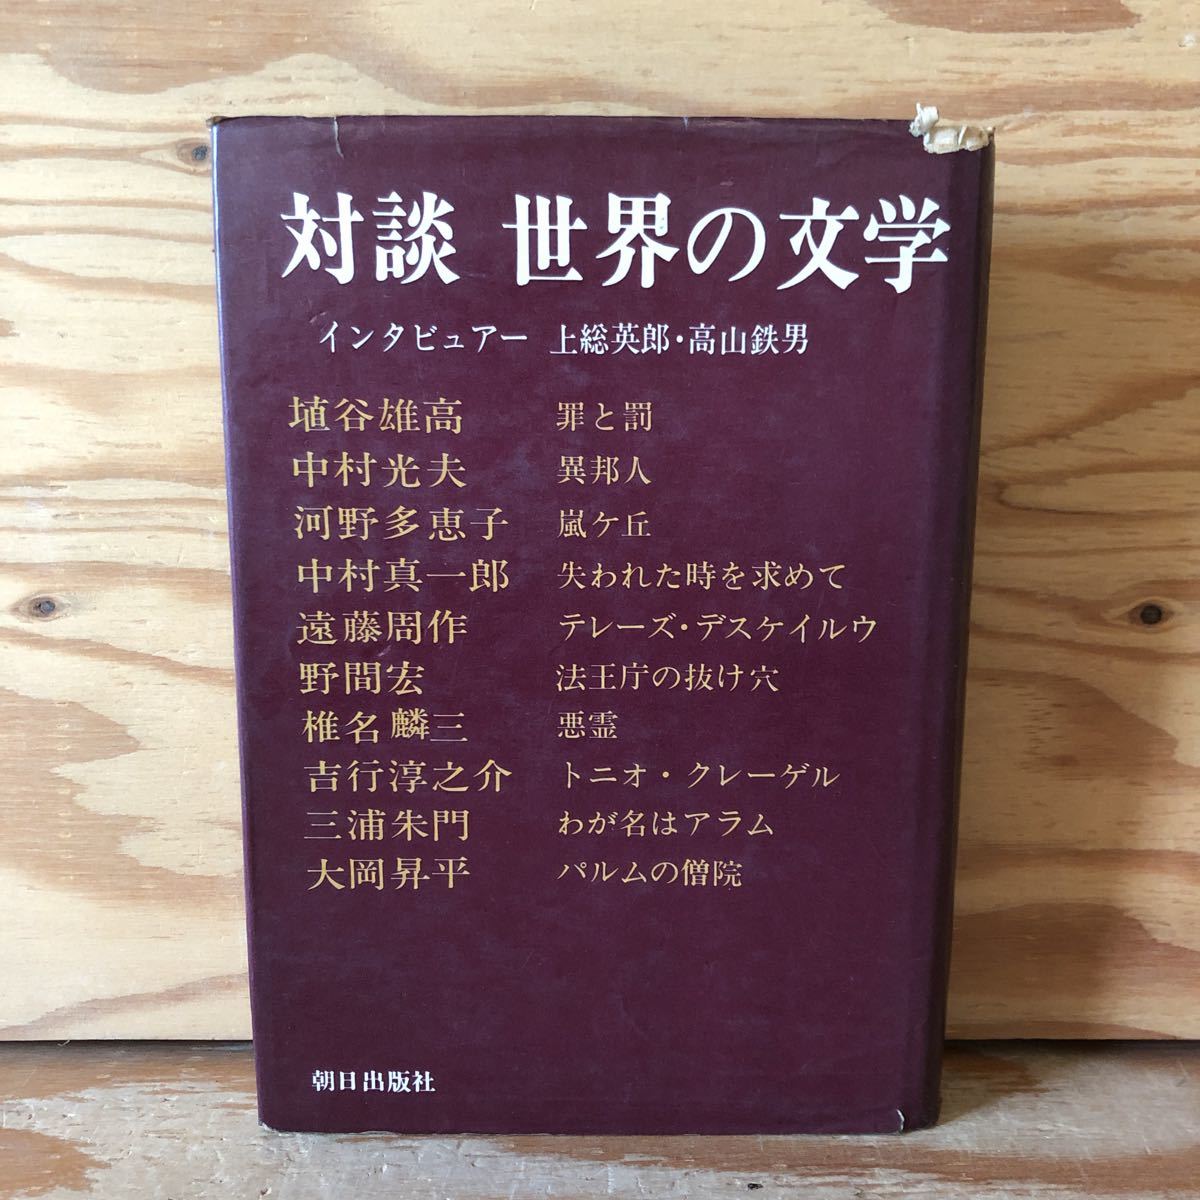 対談 世界の文学
インタビュアー 上総英郎・高山鉄男
埴谷雄高 罪と罰
中村光夫 異邦人
河野多恵子 嵐ケ丘
中村真一郎 失われた時を求めて
遠藤周作 テレーズ・デスケイルウ
野間宏 法王庁の抜け穴
椎名麟三 悪霊
吉行淳之介 トニオ・クレーゲル
三浦朱門 わが名はアラム
大岡昇平 パルムの僧院
朝日出版社